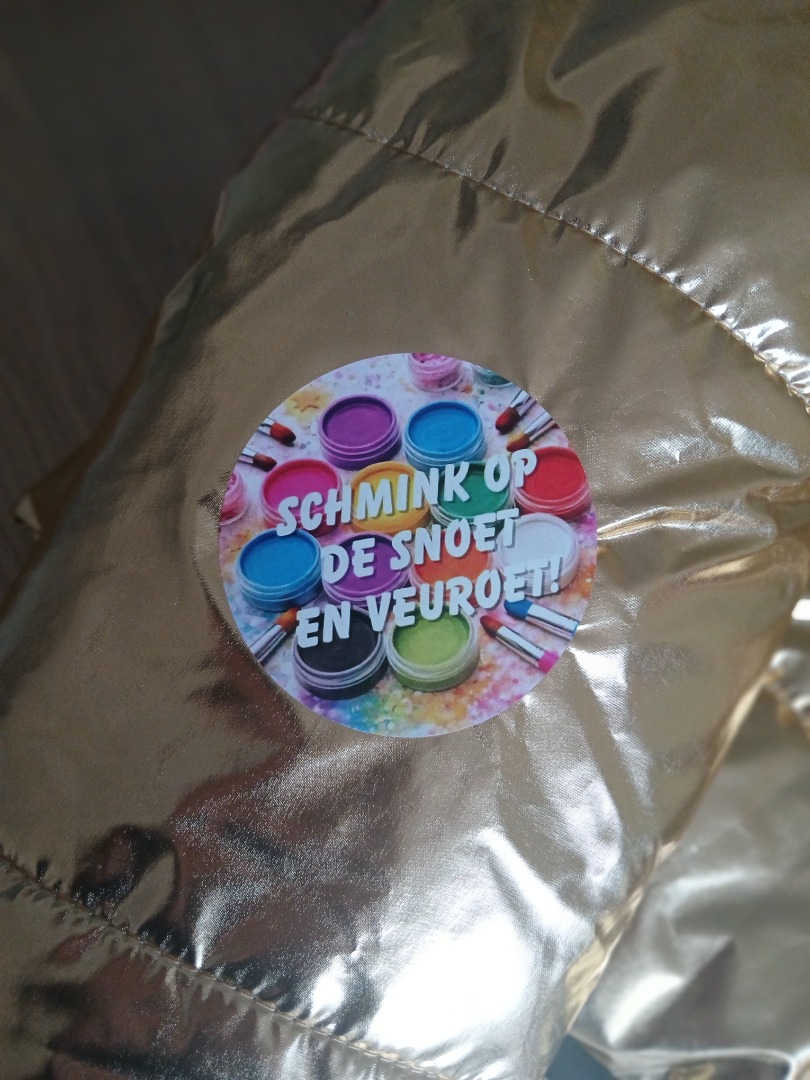 SCHMINK OP
DE SNOET
EN VEUROET!